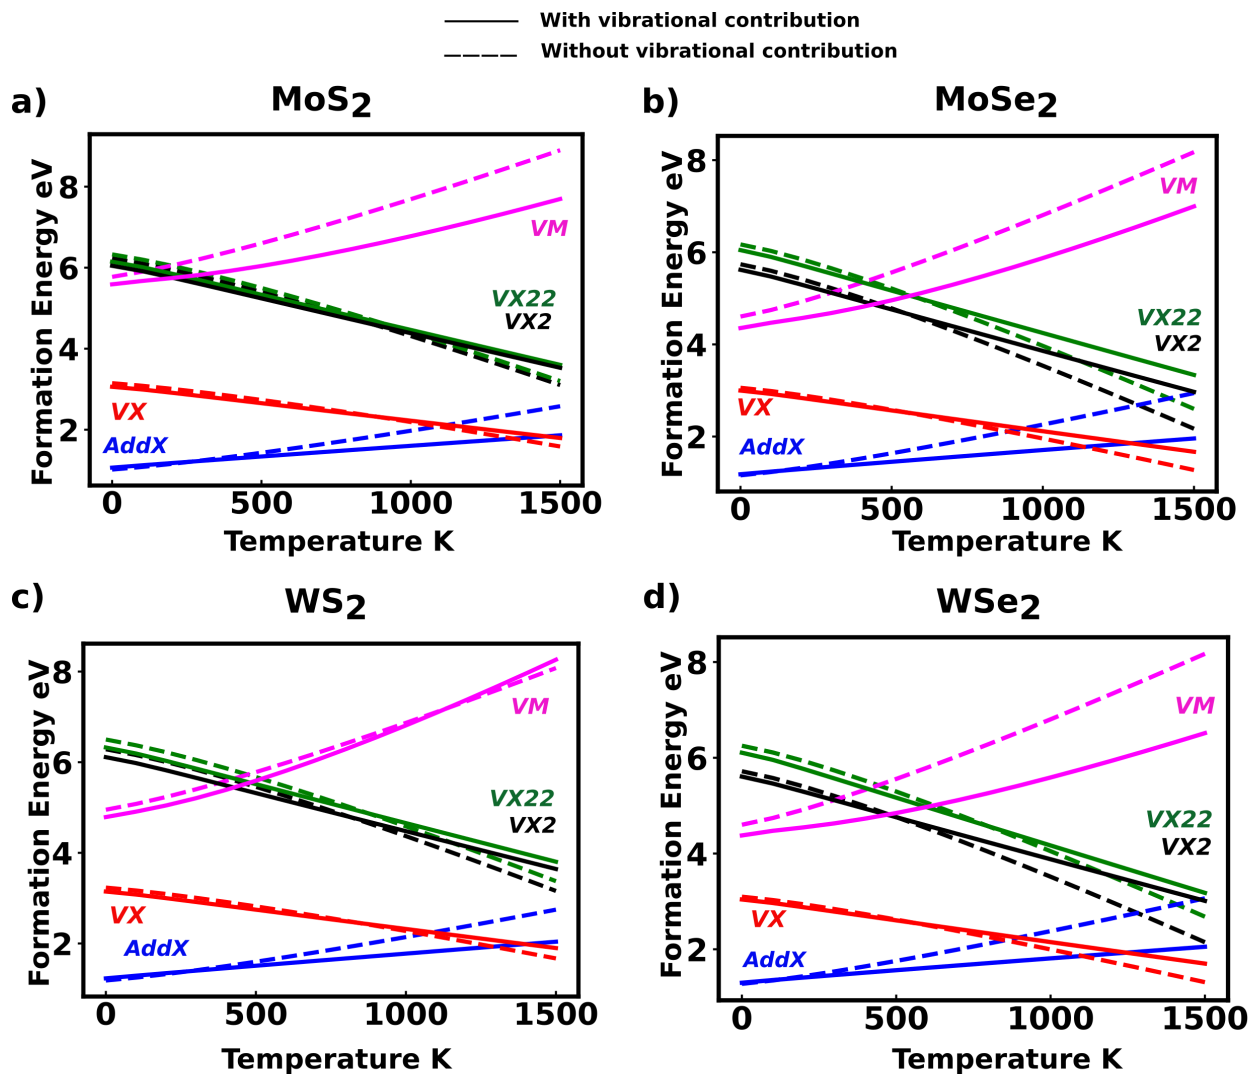 With vibrational contribution
Without vibrational contribution
a)
MoS2
Formation Energy eV
8
6
4
2
VM
VX22
VX2
VX
AddX
0
500
1000
1500
Temperature K
b)
MoSe2
Formation Energy eV
8
6
4
2
VM
VX22
VX2
VX
AddX
0
500
1000
1500
Temperature K
c)
WS2
Formation Energy eV
8
6
4
2
VM
VX22
VX2
VX
AddX
0
500
1000
1500
Temperature K
d)
WSe2
Formation Energy eV
8
6
4
2
VM
VX22
VX2
VX
AddX
0
500
1000
1500
Temperature K